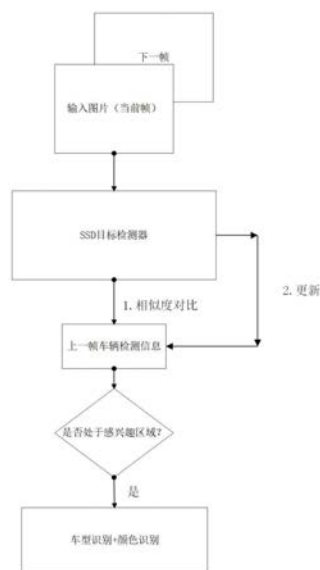 下一帧
输入图片（当前帧）
SSD目标检测器
1.相似度对比
2.更新
上一帧车辆检测信息
是否处于感兴趣区域？
是
车型识别+颜色识别